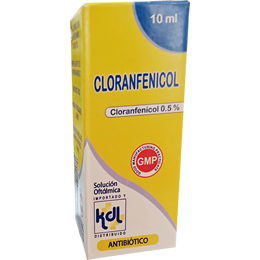 10 ml
CLORANFENICOL
Cloranfenicol 0.5 %
GMP
Solución
Oftálmica
IMPORTADO Y
kdl
DISTRIBUIDO
ANTIBIÓTICO